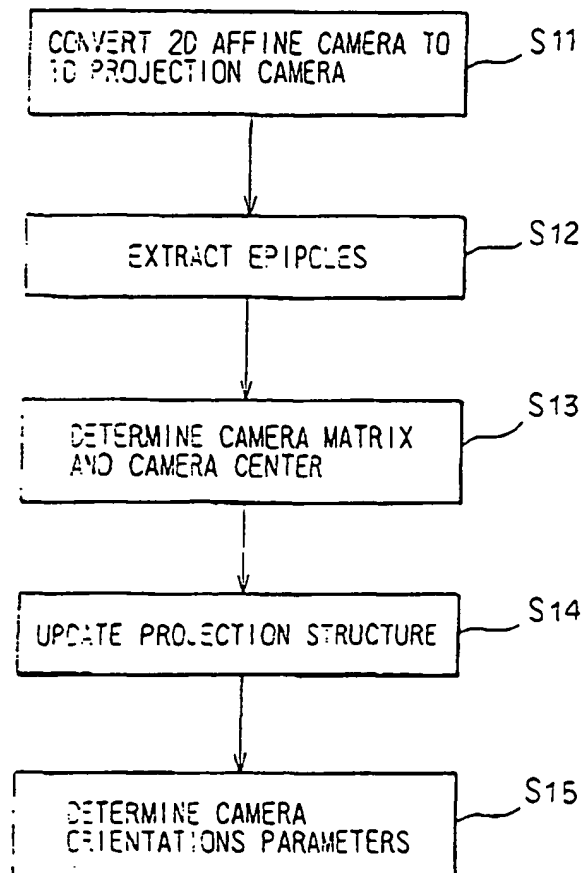 CONVERT 2D AFFINE CAMERA TO
1D PROJECTION CAMERA
S11
EXTRACT EPIPOLES
S12
DETERMINE CAMERA MATRIX
AND CAMERA CENTER
S13
UPDATE PROJECTION STRUCTURE
S14
DETERMINE CAMERA
ORIENTATIONS PARAMETERS
S15